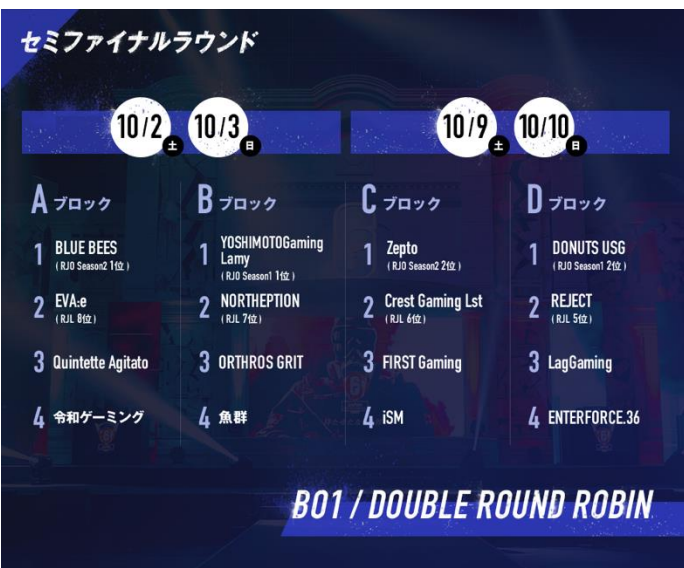 セミファイナルラウンド
10/2 土 10/3 日
10/9 土 10/10 日
A ブロック
1 BLUE BEES
(RJO Season2 1位)
2 EVA:e
(RJL 8位)
3 Quintette Agitato
4 令和ゲーミング
B ブロック
1 YOSHIMOTOGaming
Lamy
(RJO Season1 1位)
2 NORTHEPTION
(RJL 7位)
3 ORTHROS GRIT
4 魚群
C ブロック
1 Zepto
(RJO Season2 2位)
2 Crest Gaming Lst
(RJL 6位)
3 FIRST Gaming
4 iSM
D ブロック
1 DONUTS USG
(RJO Season1 2位)
2 REJECT
(RJL 5位)
3 LagGaming
4 ENTERFORCE.36
BO1 / DOUBLE ROUND ROBIN